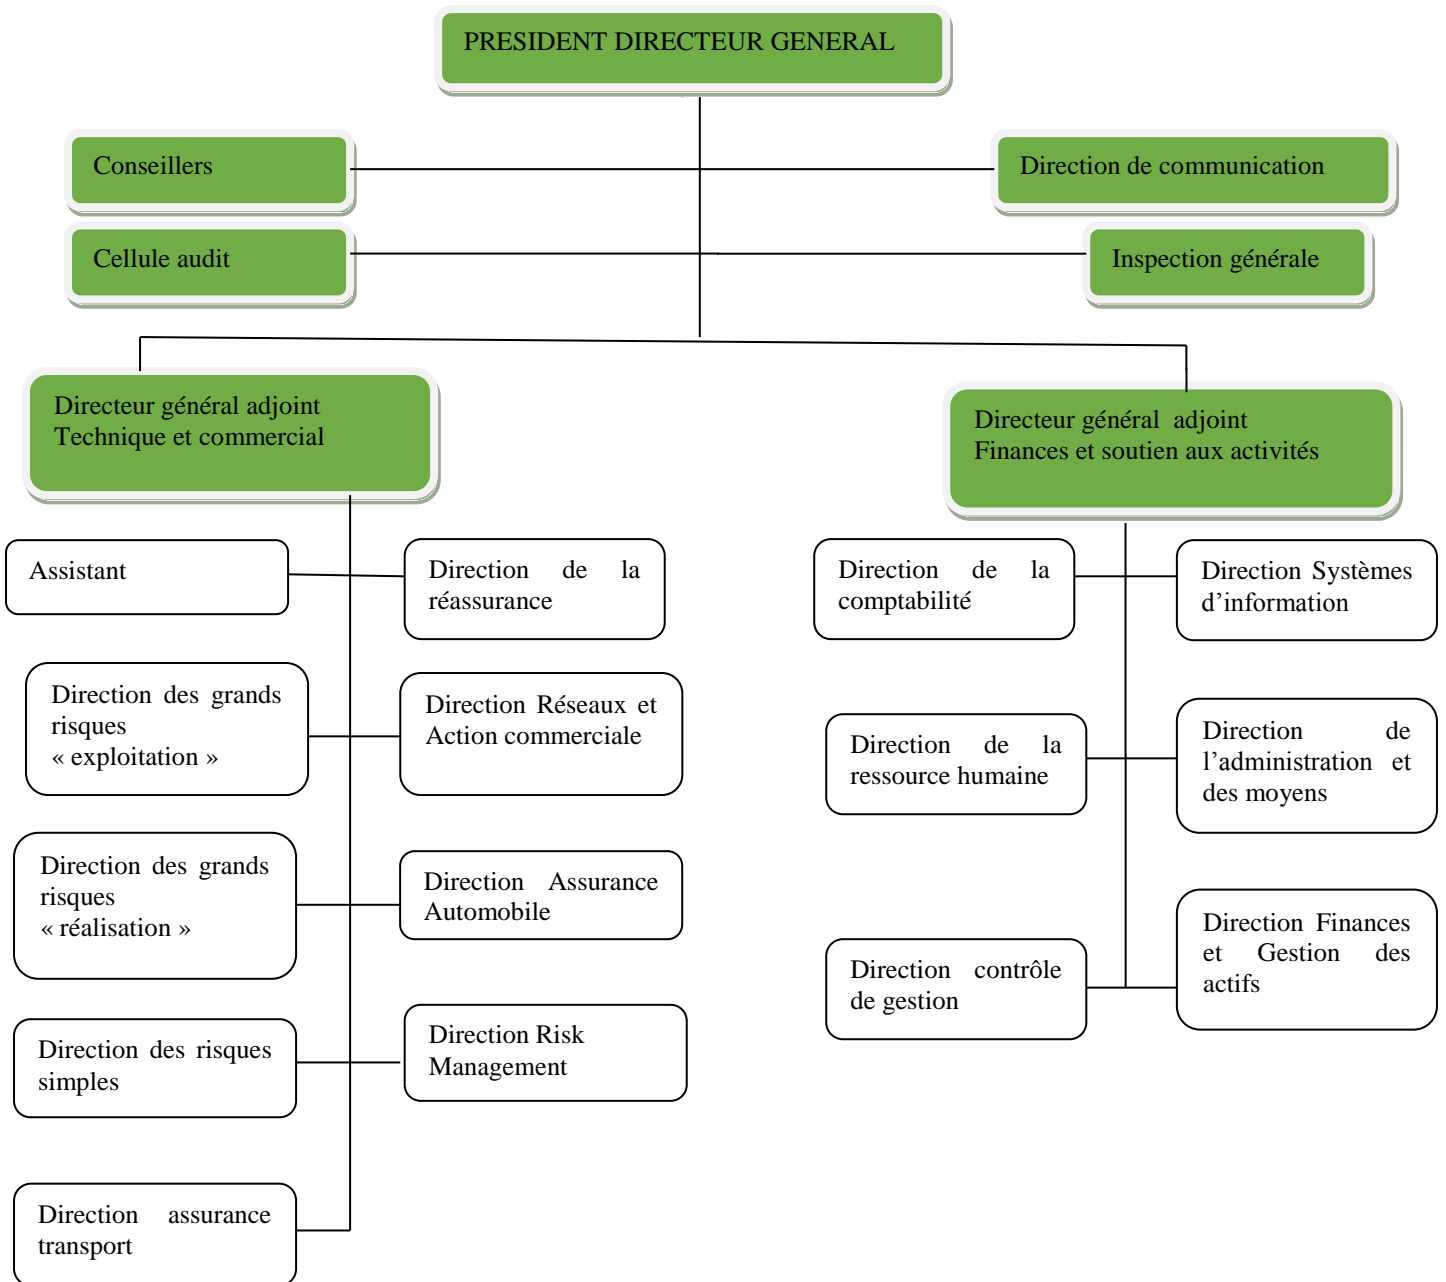 PRESIDENT DIRECTEUR GENERAL
Conseillers
Direction de communication
Cellule audit
Inspection générale
Directeur général adjoint
Technique et commercial
Directeur général adjoint
Finances et soutien aux activités
Assistant
Direction de la
réassurance
Direction de la
comptabilité
Direction Systèmes
d’information
Direction des grands
risques
« exploitation »
Direction Réseaux et
Action commerciale
Direction de la
ressource humaine
Direction de
l’administration et
des moyens
Direction des grands
risques
« réalisation »
Direction Assurance
Automobile
Direction contrôle
de gestion
Direction Finances
et Gestion des
actifs
Direction des risques
simples
Direction Risk
Management
Direction assurance
transport